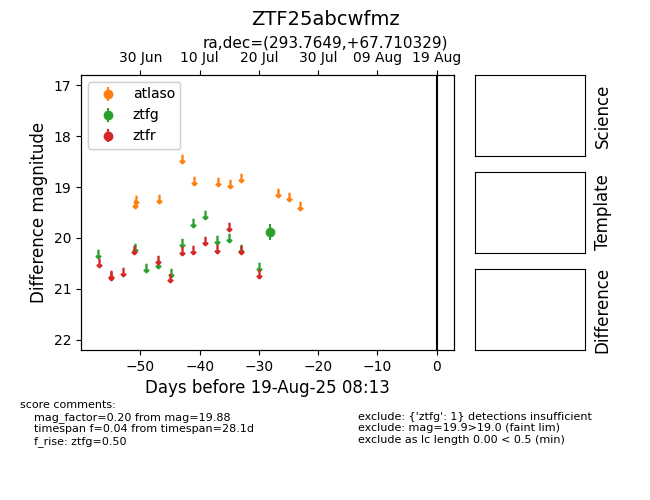 ZTF25abcwfmz
ra,dec=(293.7649,+67.710329)
30 Jun 10 Jul 20 Jul 30 Jul 09 Aug 19 Aug
atlaso
ztfg
ztfr
Difference magnitude
17
18
19
20
21
22
−50 −40 −30 −20 −10 0
Days before 19-Aug-25 08:13
Science
Template
Difference
score comments:
mag_factor=0.20 from mag=19.88
timespan f=0.04 from timespan=28.1d
f_rise: ztfg=0.50
exclude: {'ztfg': 1} detections insufficient
exclude: mag=19.9>19.0 (faint lim)
exclude as lc length 0.00 < 0.5 (min)